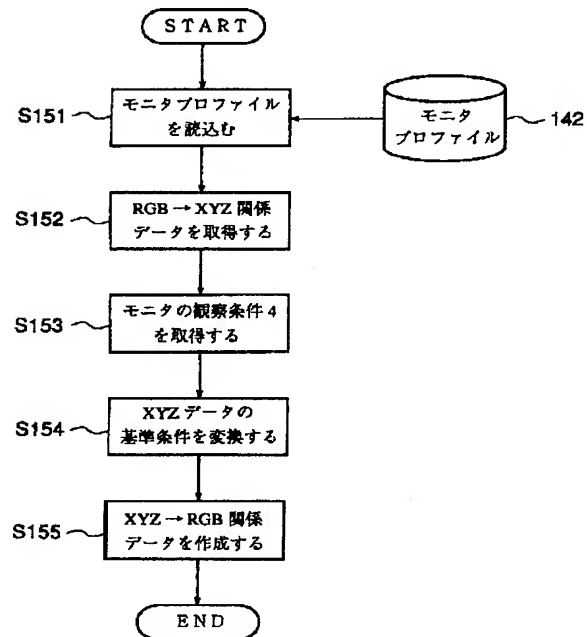 START
S151
モニタプロファイル
を読込む
モニタ
プロファイル
142
S152
RGB→XYZ 関係
データを取得する
S153
モニタの観察条件4
を取得する
S154
XYZ データの
基準条件を変換する
S155
XYZ→RGB 関係
データを作成する
END